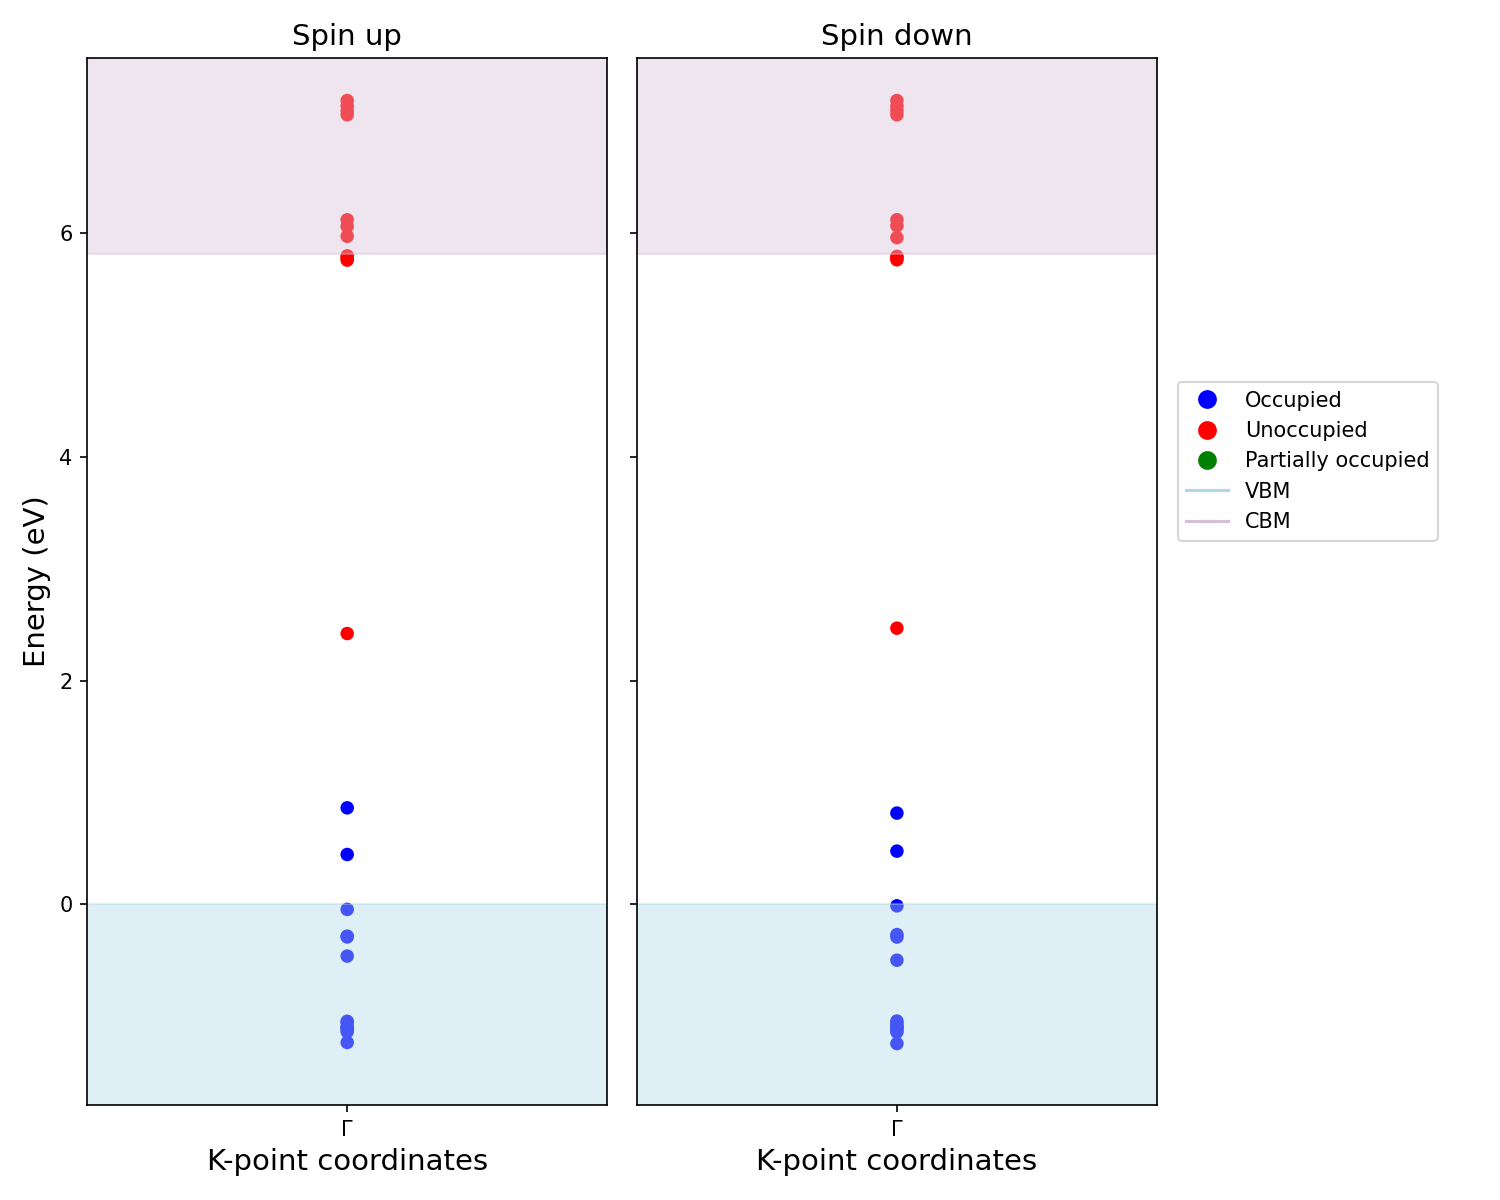 Spin up
Spin down
Energy (eV)
6
4
2
0
Γ
Γ
K-point coordinates
K-point coordinates
Occupied
Unoccupied
Partially occupied
VBM
CBM